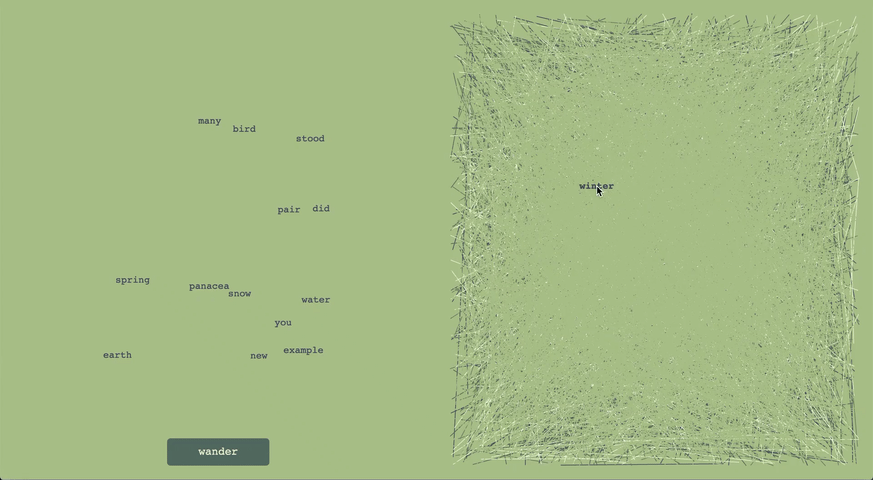 many
bird
stood
winter
pair did
spring
panacea
snow
water
you
example
earth
new
wander